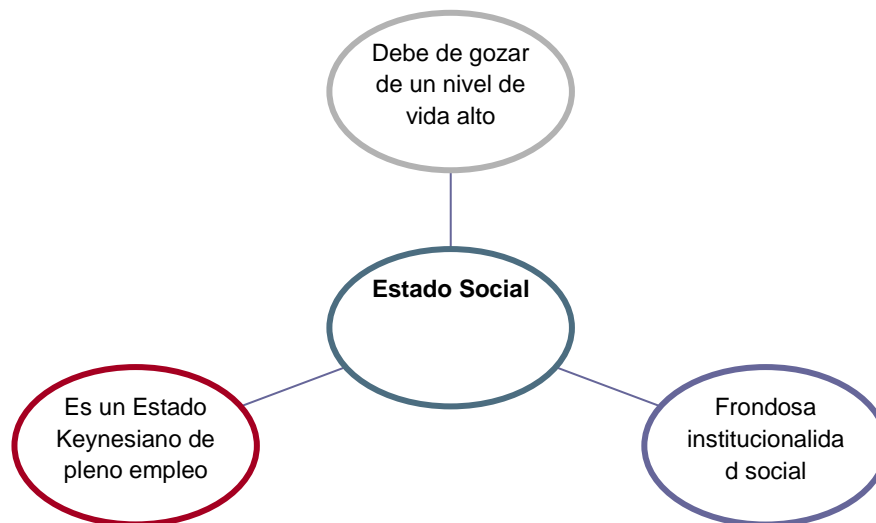 Debe de gozar
de un nivel de
vida alto
Estado Social
Es un Estado
Keynesiano de
pleno empleo
Frondosa
institucionalida
d social